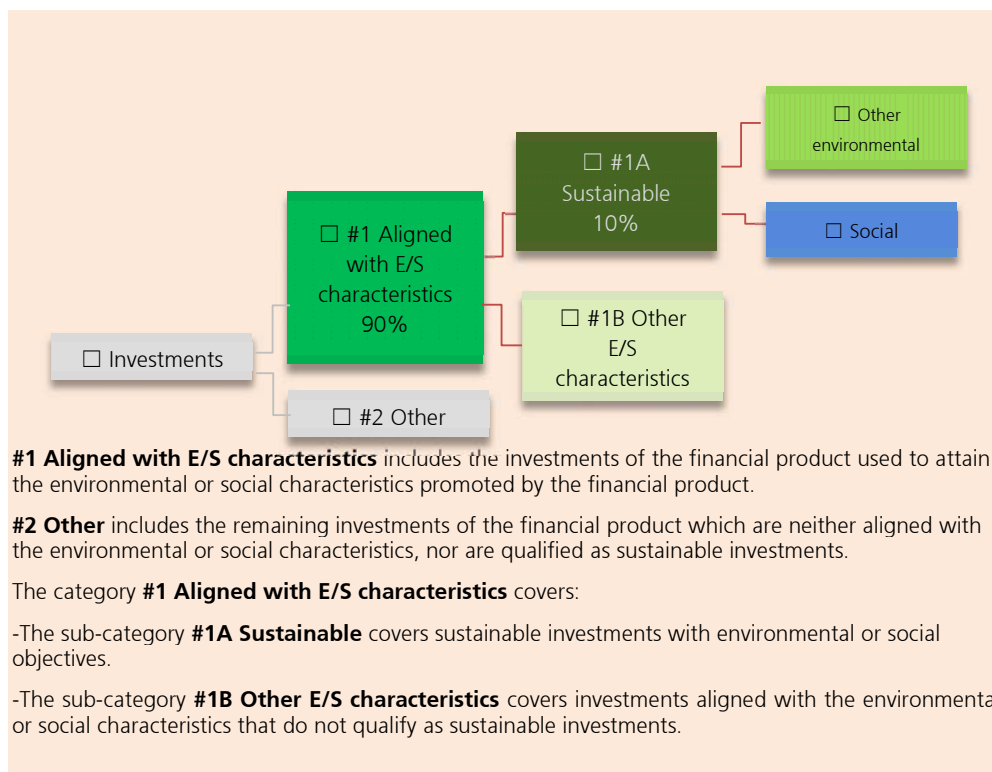 ☐ Other
environmental
☐ #1A
Sustainable
10%
☐ Social
☐ #1 Aligned
with E/S
characteristics
90%
☐ #1B Other
E/S
characteristics
☐ Investments
☐ #2 Other
#1 Aligned with E/S characteristics includes the investments of the financial product used to attain
the environmental or social characteristics promoted by the financial product.
#2 Other includes the remaining investments of the financial product which are neither aligned with
the environmental or social characteristics, nor are qualified as sustainable investments.
The category #1 Aligned with E/S characteristics covers:
-The sub-category #1A Sustainable covers sustainable investments with environmental or social
objectives.
-The sub-category #1B Other E/S characteristics covers investments aligned with the environmenta
or social characteristics that do not qualify as sustainable investments.